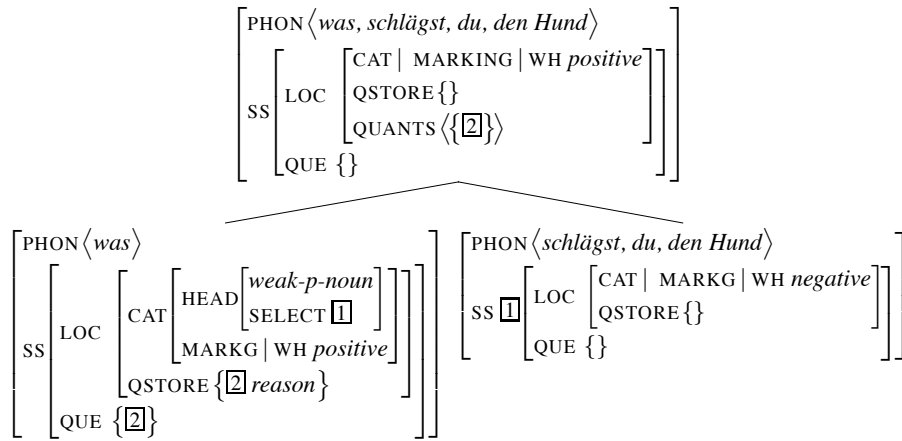 PHON⟨was, schlägst, du, den Hund⟩
CAT | MARKING | WH positive
SS LOC QSTORE {}
QUANTS ⟨{2}⟩
QUE {}
PHON⟨was⟩
HEAD weak-p-noun
SELECT 1
SS LOC CAT
MARKG | WH positive
QSTORE {2 reason}
QUE {2}
PHON⟨schlägst, du, den Hund⟩
CAT | MARKG | WH negative
SS 1 LOC
QSTORE {}
QUE {}